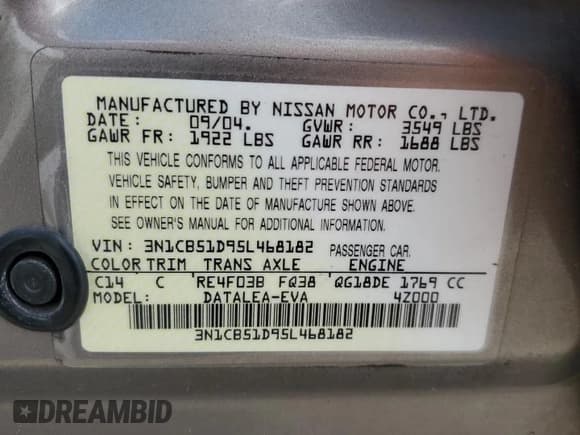 MANUFACTURED BY NISSAN MOTOR CO., LTD.
DATE: 09/04. GVWR: 3549 LBS
GAWR FR: 1922 LBS GAWR RR: 1688 LBS
THIS VEHICLE CONFORMS TO ALL APPLICABLE FEDERAL MOTOR
VEHICLE SAFETY, BUMPER AND THEFT PREVENTION STANDARDS
IN EFFECT ON THE DATE OF MANUFACTURE SHOWN ABOVE.
SEE OWNER'S MANUAL FOR ADDITIONAL INFORMATION.
VIN: 3N1CB51D95L468182 PASSENGER CAR.
COLOR TRIM TRANS AXLE ENGINE
C14 C RE4F03B FQ38 QG18DE 1769 CC
MODEL: DATALEA-EVA 4Z000
3N1CB51D95L468182
DREAMBID